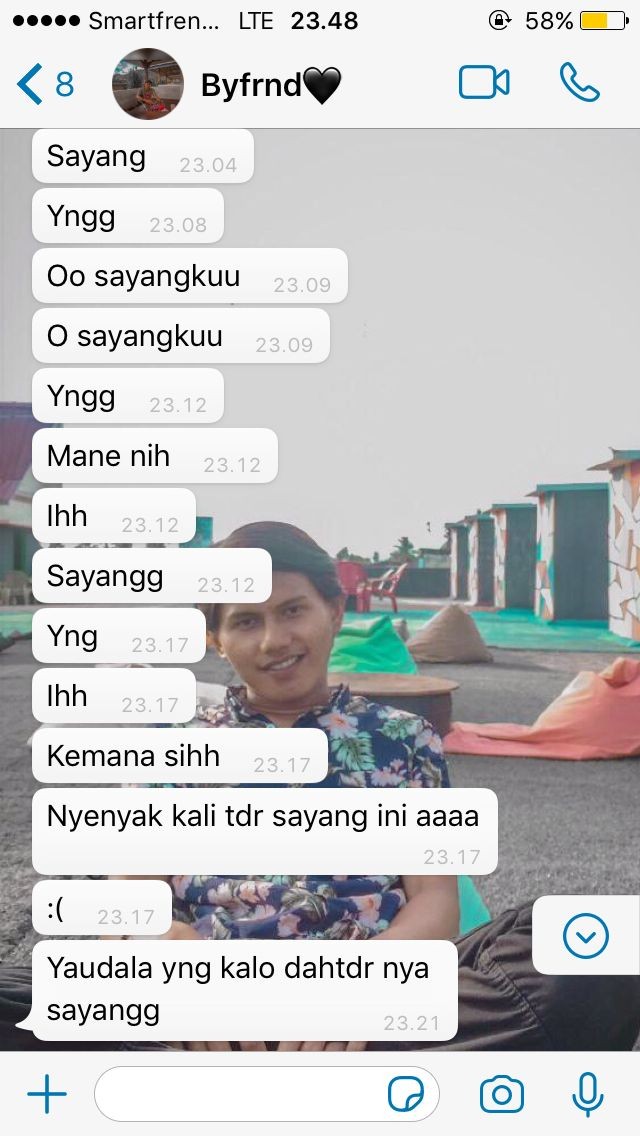 Smartfren... LTE 23.48 58%
8 Byfrnd🖤
Sayang 23.04
Yngg 23.08
Oo sayangkuu 23.09
O sayangkuu 23.09
Yngg 23.12
Mane nih 23.12
Ihh 23.12
Sayangg 23.12
Yng 23.17
Ihh 23.17
Kemana sihh 23.17
Nyenyak kali tdr sayang ini aaaa
23.17
:( 23.17
Yaudala yng kalo dahtdr nya
sayangg 23.21